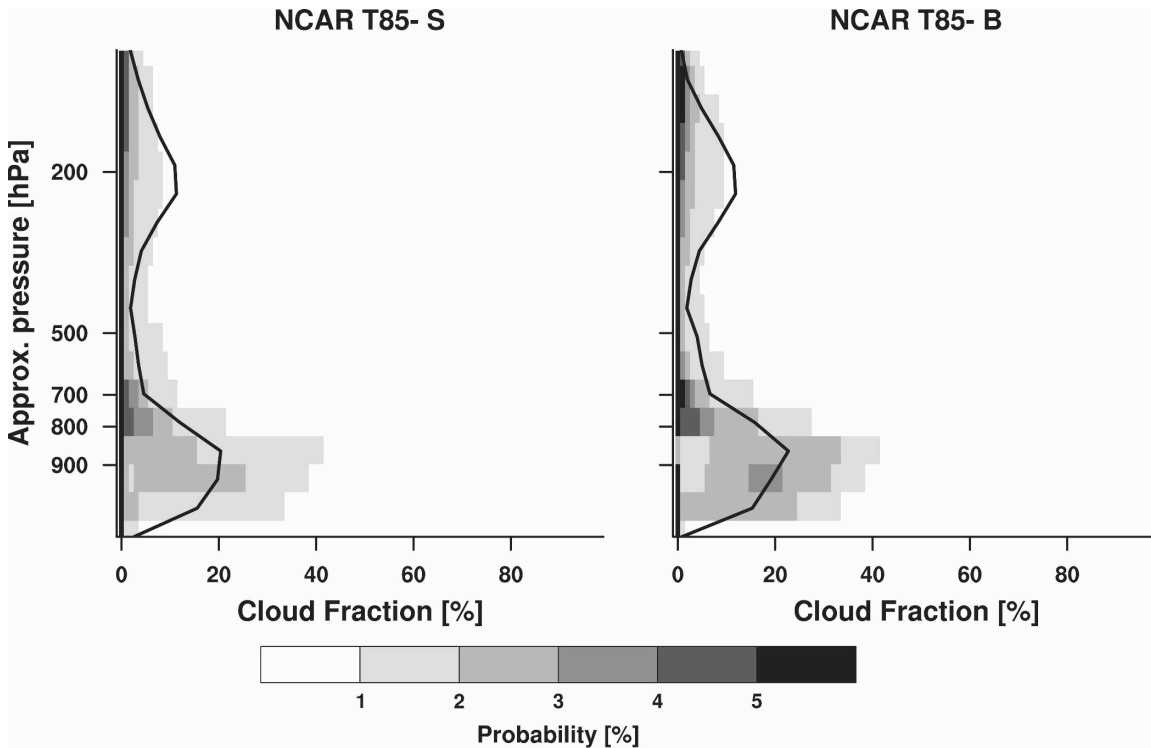 NCAR T85- S
NCAR T85- B
Approx. pressure [hPa]
200
500
700
800
900
0 20 40 60 80
0 20 40 60 80
Cloud Fraction [%]
Cloud Fraction [%]
1 2 3 4 5
Probability [%]